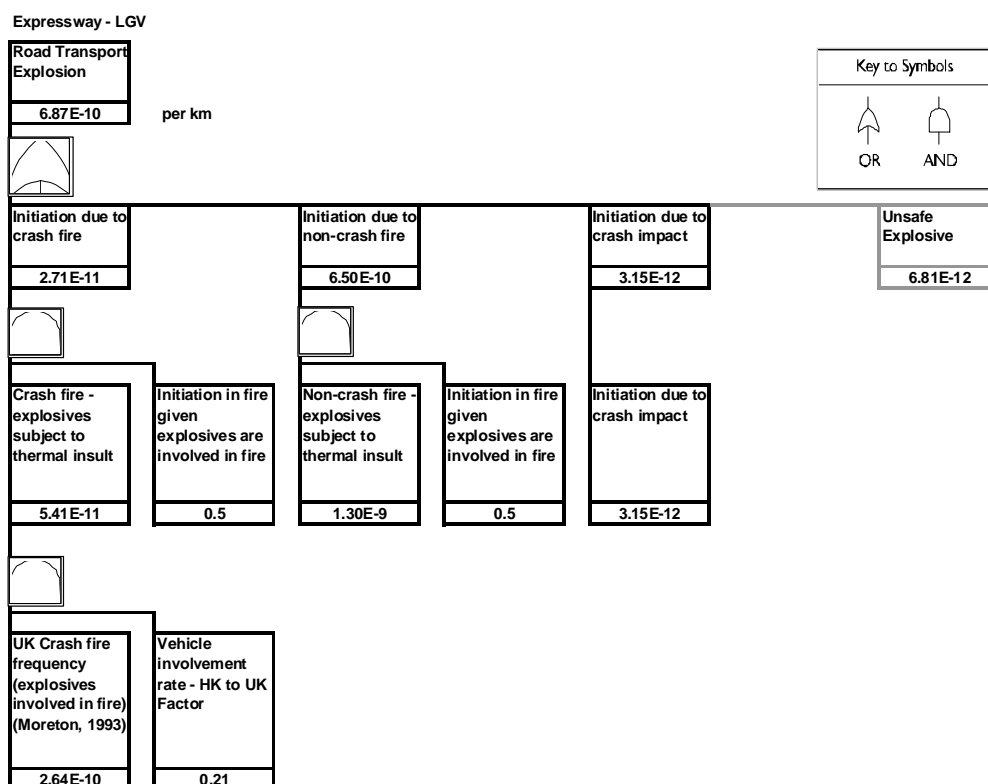 Expressway - LGV
Road Transport
Explosion
6.87E-10
per km
Key to Symbols
OR
AND
Initiation due to
crash fire
2.71E-11
Initiation due to
non-crash fire
6.50E-10
Initiation due to
crash impact
3.15E-12
Unsafe
Explosive
6.81E-12
Crash fire -
explosives
subject to
thermal insult
5.41E-11
Initiation in fire
given
explosives are
involved in fire
0.5
Non-crash fire -
explosives
subject to
thermal insult
1.30E-9
Initiation in fire
given
explosives are
involved in fire
0.5
Initiation due to
crash impact
3.15E-12
UK Crash fire
frequency
(explosives
involved in fire)
(Moreton, 1993)
2.64E-10
Vehicle
involvement
rate - HK to UK
Factor
0.21